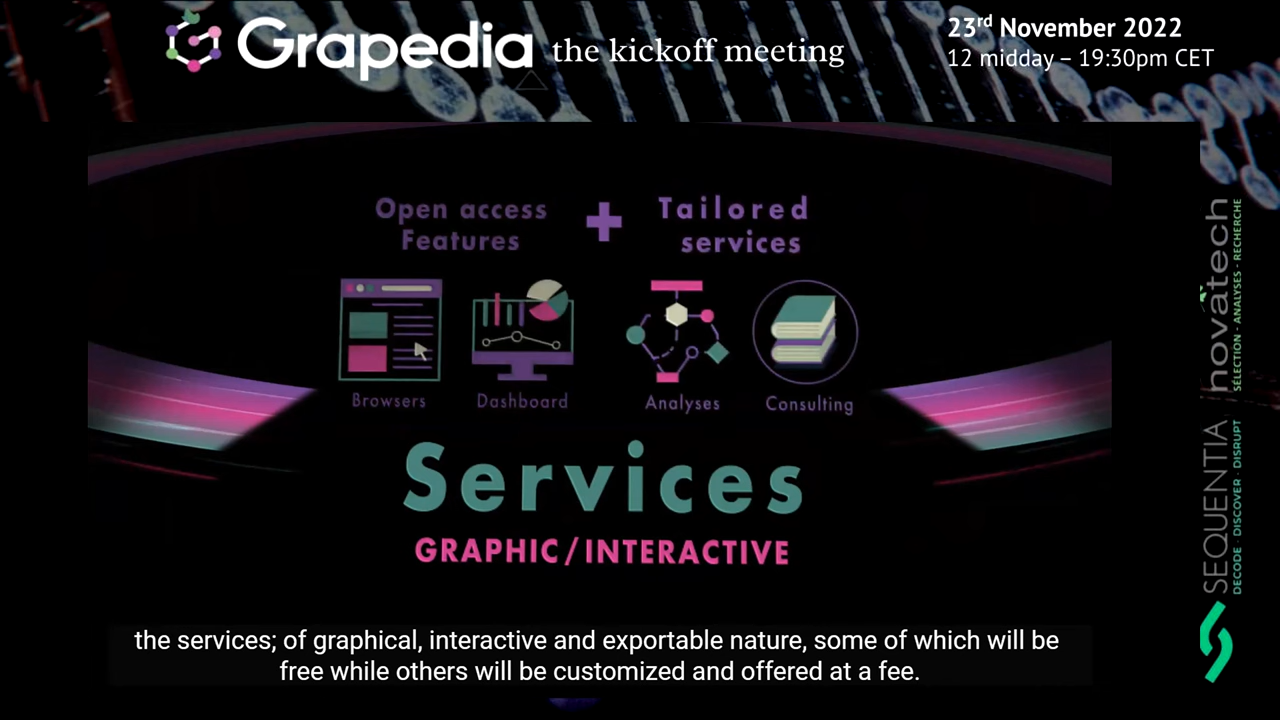 Grapedia the kickoff meeting
23rd November 2022
12 midday – 19:30pm CET
Open access
Features
Tailored
services
Browsers
Dashboard
Analyses
Consulting
Services
GRAPHIC/INTERACTIVE
the services; of graphical, interactive and exportable nature, some of which will be
free while others will be customized and offered at a fee.
novatech
SÉLECTION - ANALYSES - RECHERCHE
SEQUENTIA
DECODE · DISCOVER · DISRUPT